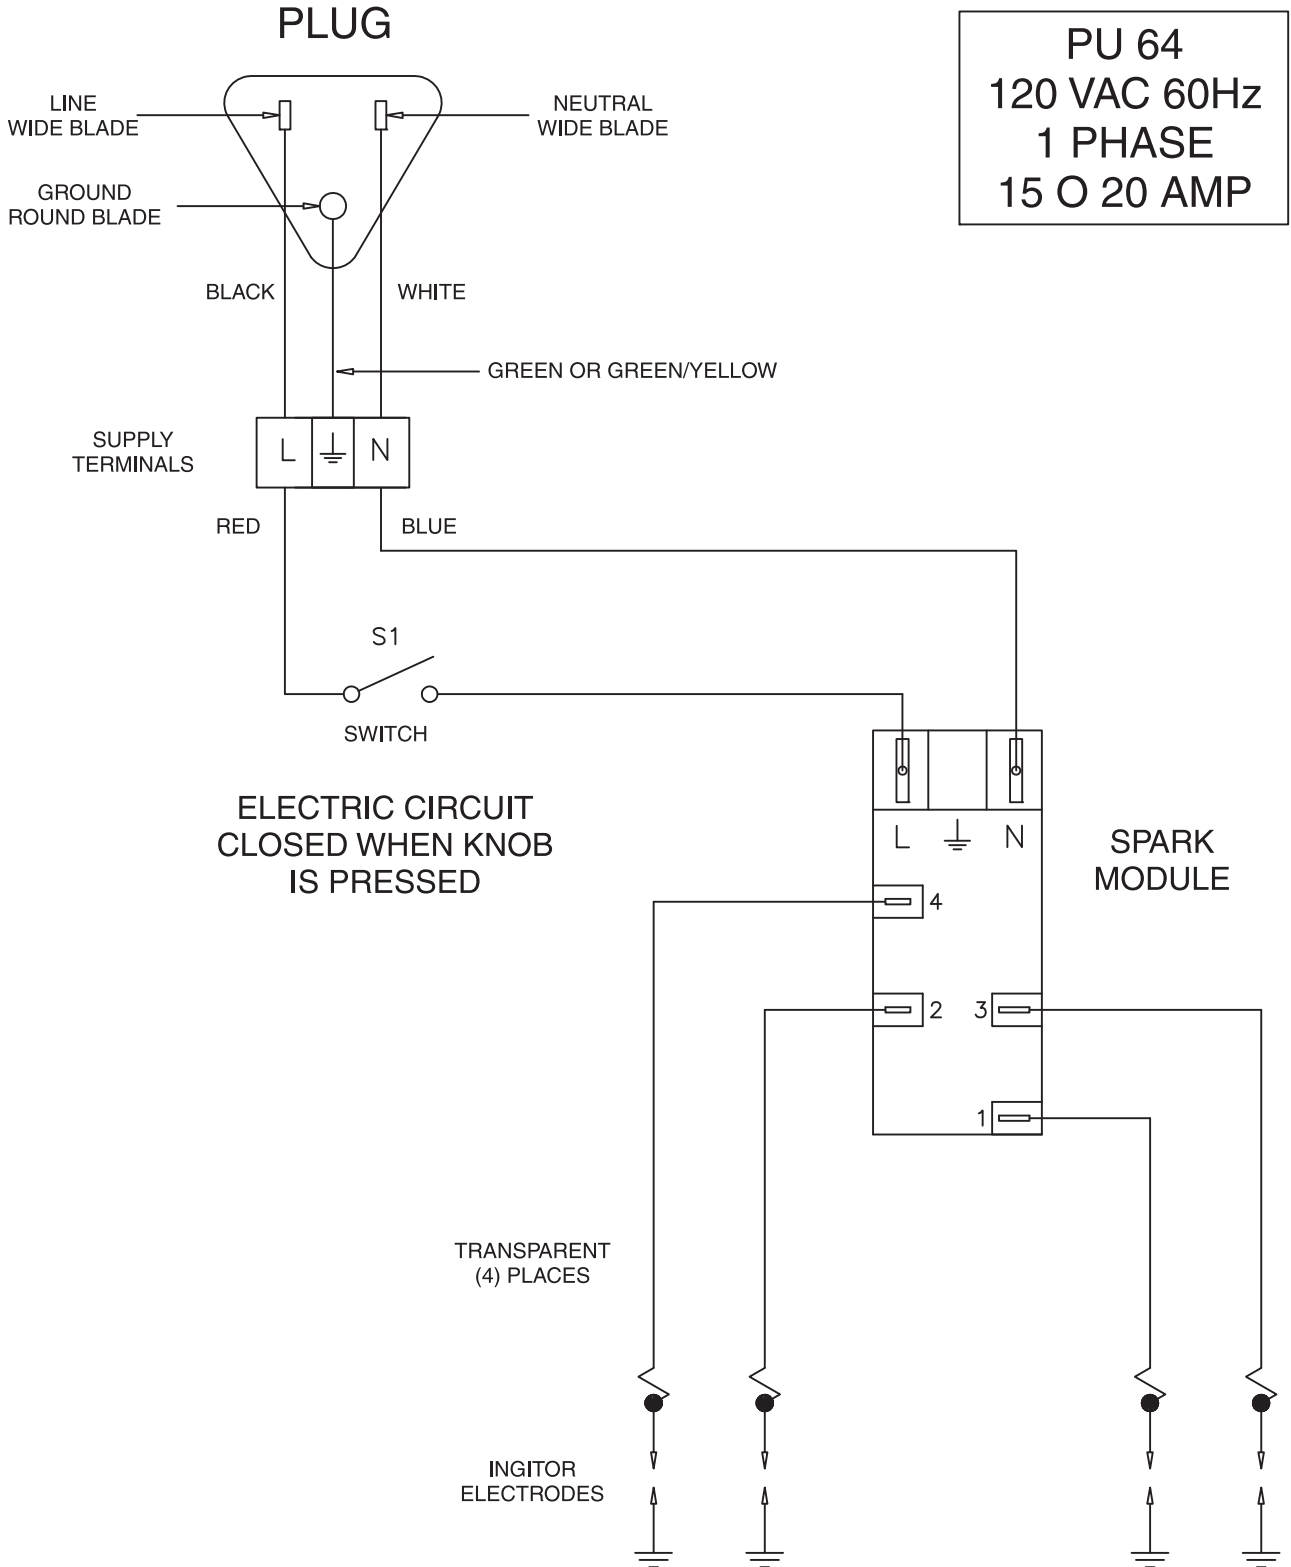 PLUG
PU 64
120 VAC 60Hz
1 PHASE
15 O 20 AMP
LINE
WIDE BLADE
NEUTRAL
WIDE BLADE
GROUND
ROUND BLADE
BLACK
WHITE
GREEN OR GREEN/YELLOW
SUPPLY
TERMINALS
L
N
RED
BLUE
S1
SWITCH
ELECTRIC CIRCUIT
CLOSED WHEN KNOB
IS PRESSED
L
N
SPARK
MODULE
4
2
3
1
TRANSPARENT
(4) PLACES
INGITOR
ELECTRODES